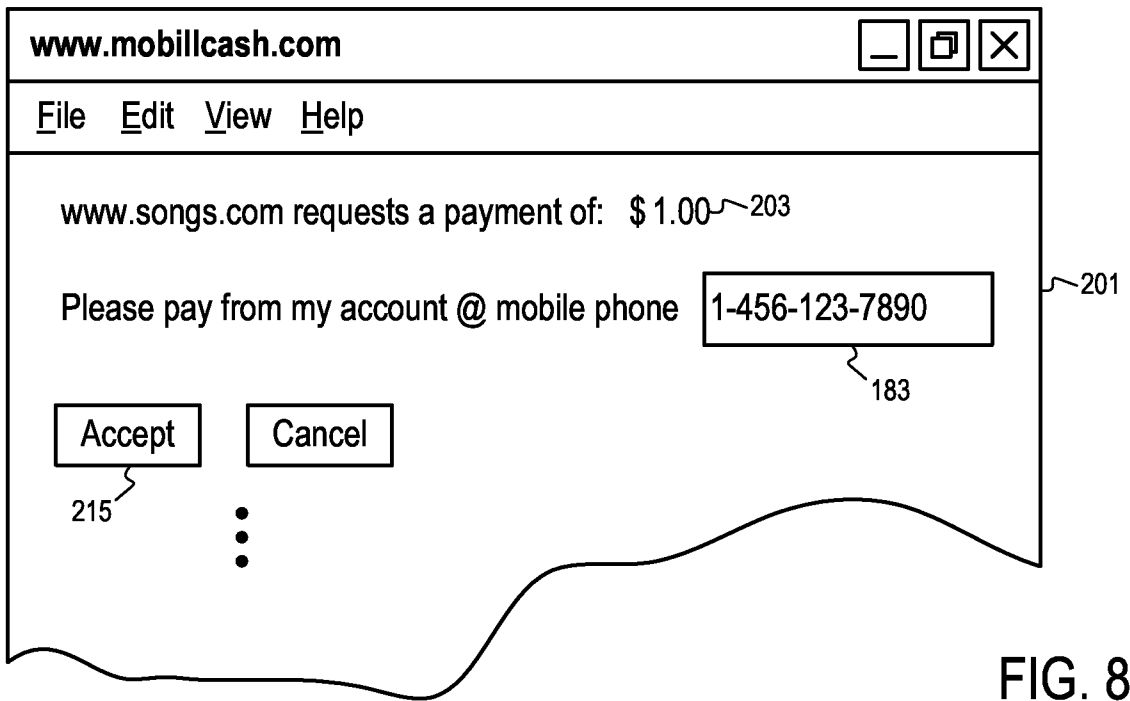 www.mobillcash.com
File Edit View Help
www.songs.com requests a payment of: $ 1.00 203
201
Please pay from my account @ mobile phone 1-456-123-7890
183
Accept Cancel
215
FIG. 8